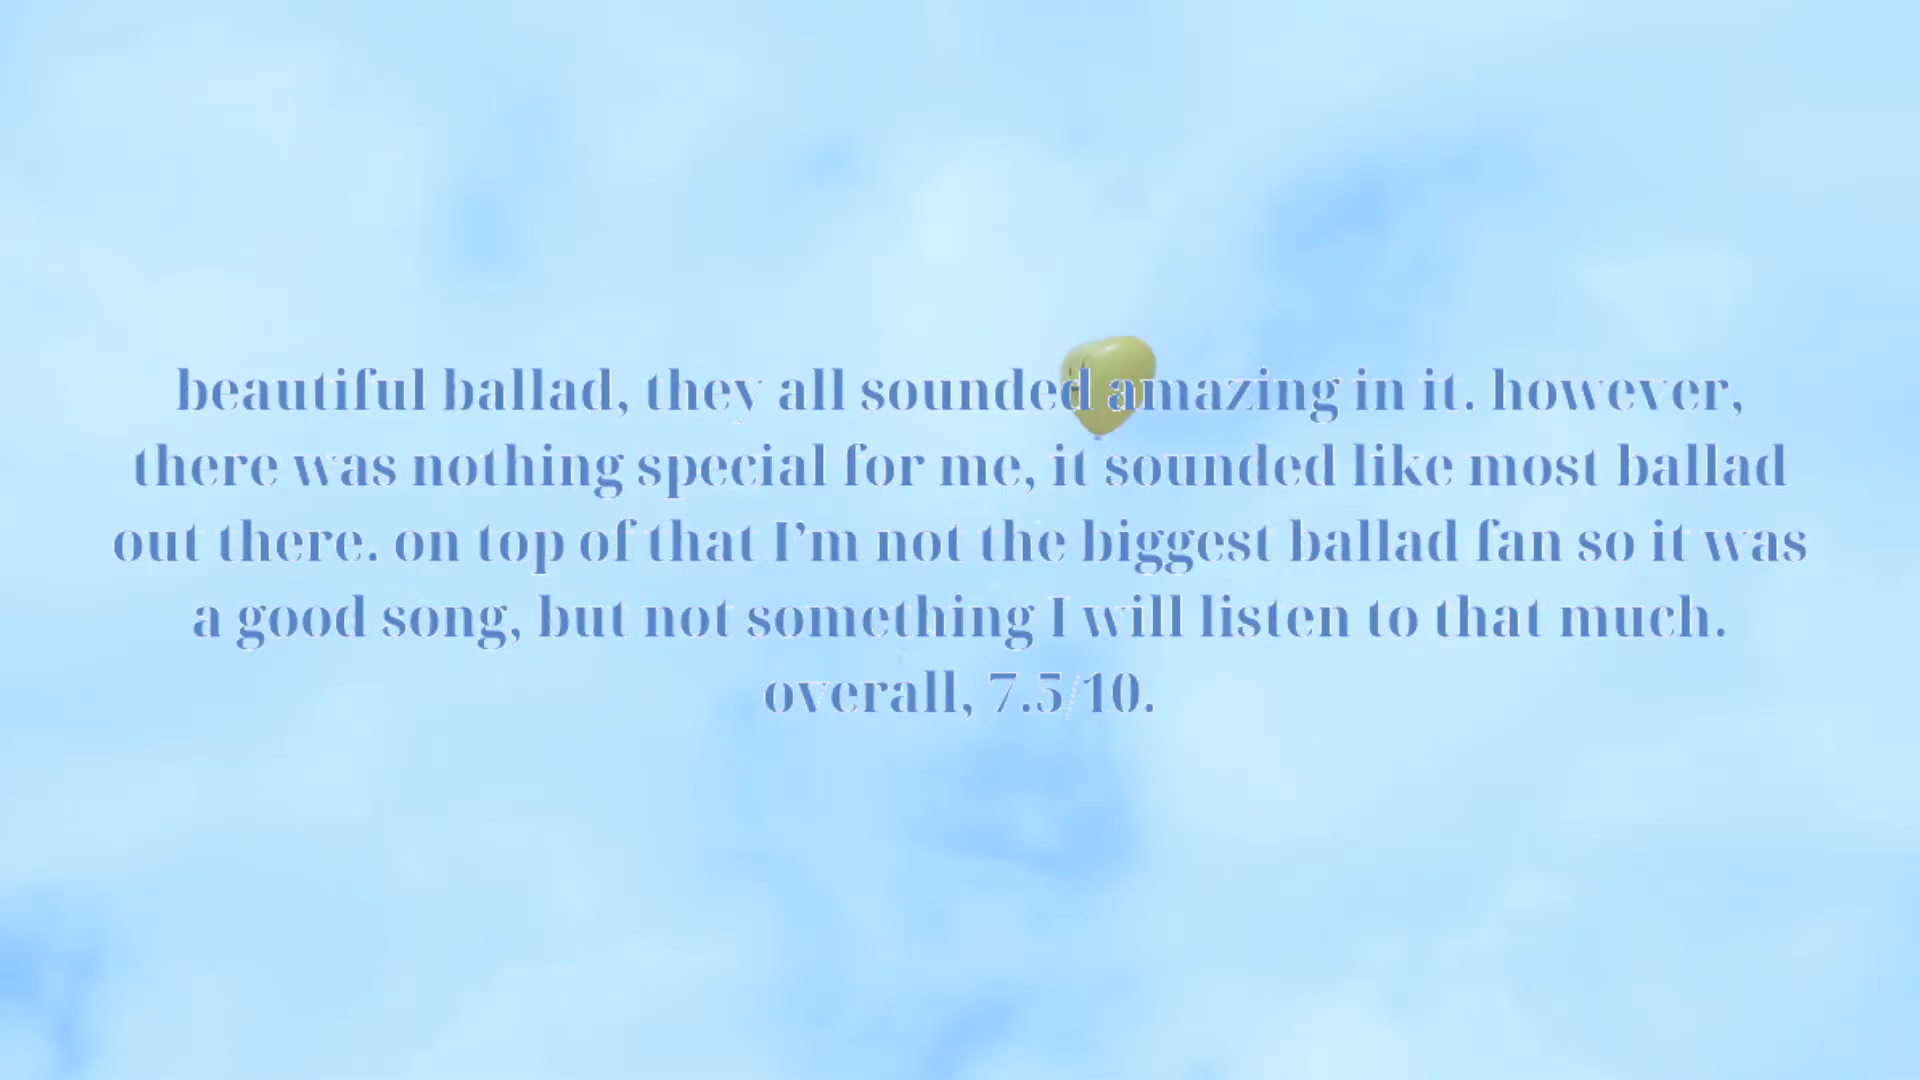 beautiful ballad, they all sounded amazing in it. however,
there was nothing special for me, it sounded like most ballad
out there. on top of that I’m not the biggest ballad fan so it was
a good song, but not something I will listen to that much.
overall, 7.5/10.